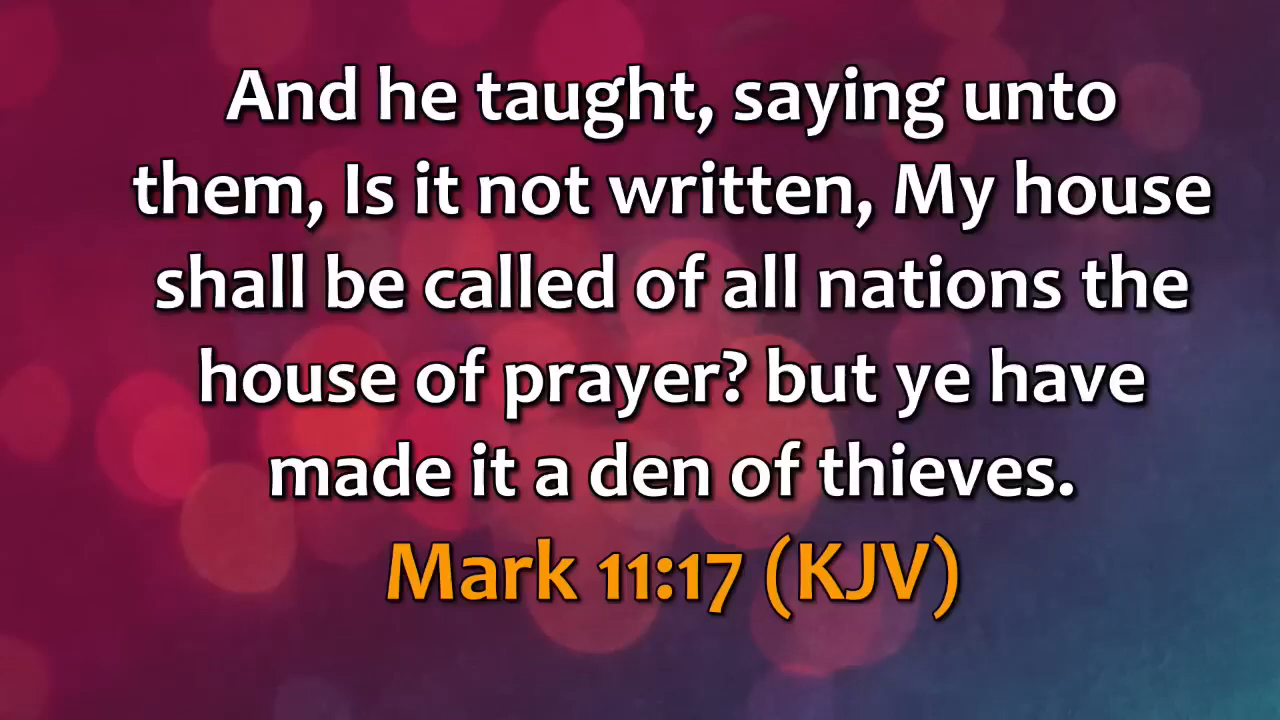 And he taught, saying unto
them, Is it not written, My house
shall be called of all nations the
house of prayer? but ye have
made it a den of thieves.
Mark 11:17 (KJV)